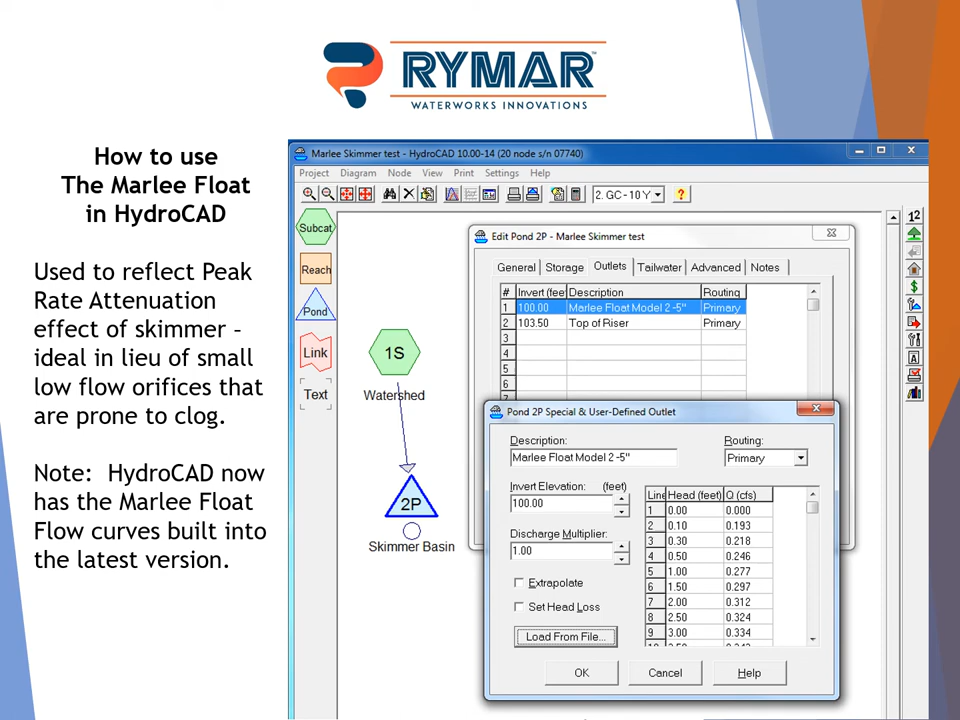 RYMAR™
WATERWORKS INNOVATIONS
How to use
The Marlee Float
in HydroCAD
Used to reflect Peak
Rate Attenuation
effect of skimmer –
ideal in lieu of small
low flow orifices that
are prone to clog.
Note: HydroCAD now
has the Marlee Float
Flow curves built into
the latest version.
Marlee Skimmer test - HydroCAD 10.00-14 (20 node s/n 07740)
Project Diagram Node View Print Settings Help
2. GC - 10 Y
Subcat
Reach
Pond
Link
Text
1S
Watershed
2P
Skimmer Basin
Edit Pond 2P - Marlee Skimmer test
General Storage Outlets Tailwater Advanced Notes
# Invert (fee Description Routing
1 100.00 Marlee Float Model 2 -5" Primary
2 103.50 Top of Riser Primary
3
4
5
6
Pond 2P Special & User-Defined Outlet
Description:
Marlee Float Model 2 -5"
Routing:
Primary
Invert Elevation: (feet)
100.00
Discharge Multiplier:
1.00
Extrapolate
Set Head Loss
Load From File...
Line Head (feet) Q (cfs)
1 0.00 0.000
2 0.10 0.193
3 0.30 0.218
4 0.50 0.246
5 1.00 0.277
6 1.50 0.297
7 2.00 0.312
8 2.50 0.324
9 3.00 0.334
OK Cancel Help